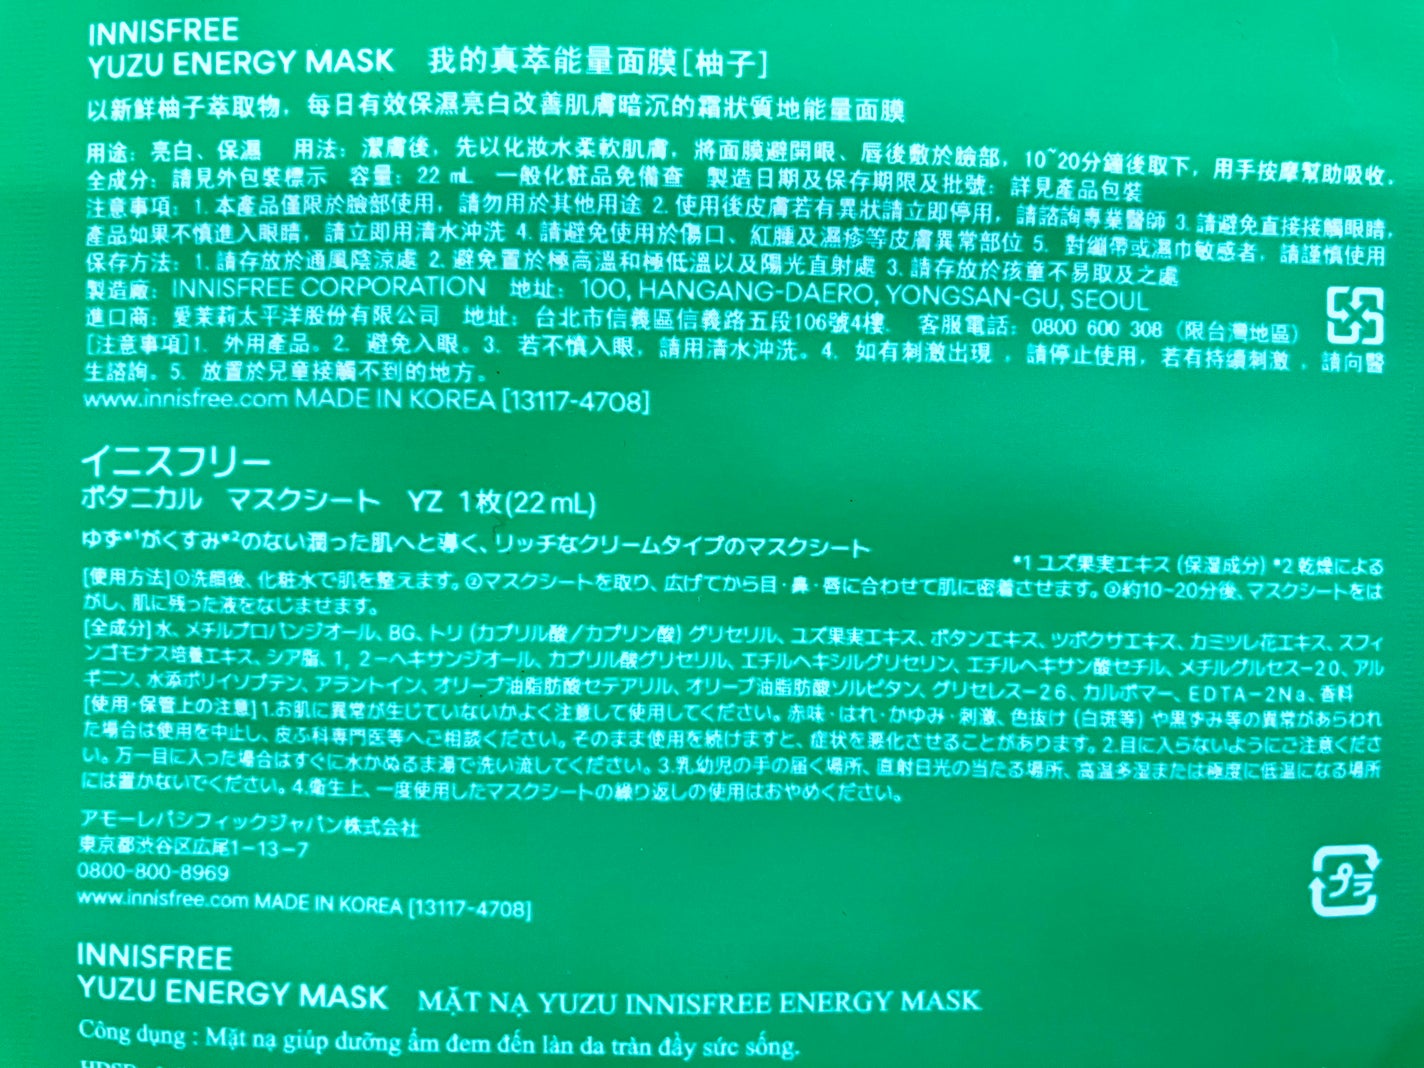 INNISFREE
YUZU ENERGY MASK 我的真萃能量面膜[柚子]
以新鮮柚子萃取物，每日有效保濕亮白改善肌膚暗沉的霜狀質地能量面膜
用途：亮白、保濕 用法：潔膚後，先以化妝水柔軟肌膚，將面膜避開眼、唇後敷於臉部，10~20分鐘後取下，用手按摩幫助吸收.
全成分：請見外包裝標示 容量：22 mL 一般化粧品免備查 製造日期及保存期限及批號：詳見產品包裝
注意事項：1.本產品僅限於臉部使用，請勿用於其他用途 2.使用後皮膚若有異狀請立即停用，請諮詢專業醫師 3.請避免直接接觸眼睛,
產品如果不慎進入眼睛，請立即用清水沖洗 4.請避免使用於傷口、紅腫及濕疹等皮膚異常部位 5. 對繃帶或濕巾敏感者，請謹慎使用
保存方法：1.請存放於通風陰涼處 2.避免置於極高溫和極低溫以及陽光直射處 3.請存放於孩童不易取及之處
製造廠：INNISFREE CORPORATION 地址：100, HANGANG-DAERO, YONGSAN-GU, SEOUL
進口商：愛茉莉太平洋股份有限公司 地址：台北市信義區信義路五段106號4樓. 客服電話：0800 600 308 (限台灣地區)
[注意事項]1. 外用產品。2. 避免入眼。3. 若不慎入眼，請用清水沖洗。4. 如有刺激出現 ，請停止使用，若有持續刺激 ，請向醫
生諮詢。5. 放置於兒童接觸不到的地方。
www.innisfree.com MADE IN KOREA [13117-4708]
イニスフリー
ボタニカル マスクシート YZ 1枚(22 mL)
ゆず*1がくすみ*2のない潤った肌へと導く、リッチなクリームタイプのマスクシート
*1 ユズ果実エキス (保湿成分) *2 乾燥による
[使用方法]①洗顔後、化粧水で肌を整えます。②マスクシートを取り、広げてから目・鼻・唇に合わせて肌に密着させます。③約10~20分後、マスクシートをは
がし、肌に残った液をなじませます。
[全成分]水、メチルプロパンジオール、BG、トリ (カプリル酸/カプリン酸) グリセリル、ユズ果実エキス、ボタンエキス、ツボクサエキス、カミツレ花エキス、スフィ
ンゴモナス培養エキス、シア脂、1, 2-ヘキサンジオール、カプリル酸グリセリル、エチルヘキシルグリセリン、エチルヘキサン酸セチル、メチルグルセス-20、アル
ギニン、水添ポリイソブテン、アラントイン、オリーブ油脂肪酸セテアリル、オリーブ油脂肪酸ソルビタン、グリセレス-26、カルボマー、EDTA-2Na、香料
[使用・保管上の注意]1.お肌に異常が生じていないかよく注意して使用してください。赤味・はれ・かゆみ・刺激、色抜け (白斑等) や黒ずみ等の異常があらわれ
た場合は使用を中止し、皮ふ科専門医等へご相談ください。そのまま使用を続けますと、症状を悪化させることがあります。2.目に入らないようにご注意くださ
い。万一目に入った場合はすぐに水かぬるま湯で洗い流してください。3.乳幼児の手の届く場所、直射日光の当たる場所、高温多湿または極度に低温になる場所
には置かないでください。4.衛生上、一度使用したマスクシートの繰り返しの使用はおやめください。
アモーレパシフィックジャパン株式会社
東京都渋谷区広尾1-13-7
0800-800-8969
プラ
www.innisfree.com MADE IN KOREA [13117-4708]
INNISFREE
YUZU ENERGY MASK MẶT NẠ YUZU INNISFREE ENERGY MASK
Công dụng : Mặt nạ giúp dưỡng ẩm đem đến làn da tràn đầy sức sống.